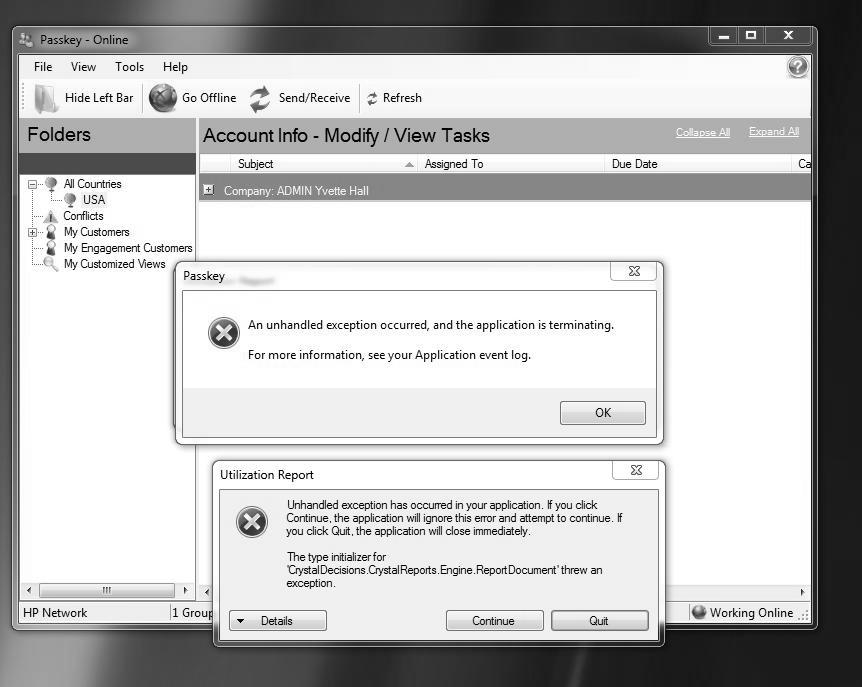 Passkey - Online
File View Tools Help
Hide Left Bar Go Offline Send/Receive Refresh
Folders
Account Info - Modify / View Tasks Collapse All Expand All
Subject Assigned To Due Date Ca
Company: ADMIN Yvette Hall
All Countries
USA
Conflicts
My Customers
My Engagement Customers
My Customized Views
Passkey
An unhandled exception occurred, and the application is terminating.
For more information, see your Application event log.
OK
Utilization Report
Unhandled exception has occurred in your application. If you click
Continue, the application will ignore this error and attempt to continue. If
you click Quit, the application will close immediately.
The type initializer for
'CrystalDecisions.CrystalReports.Engine.ReportDocument' threw an
exception.
Details Continue Quit
HP Network 1 Group Working Online